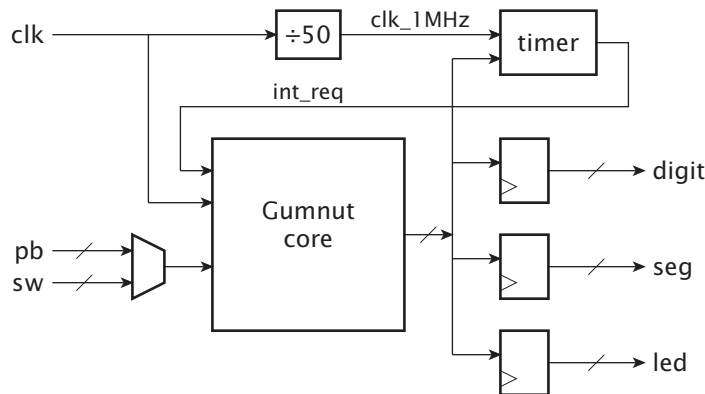 clk
÷50
clk_1MHz
timer
int_req
Gumnut
core
pb
sw
digit
seg
led